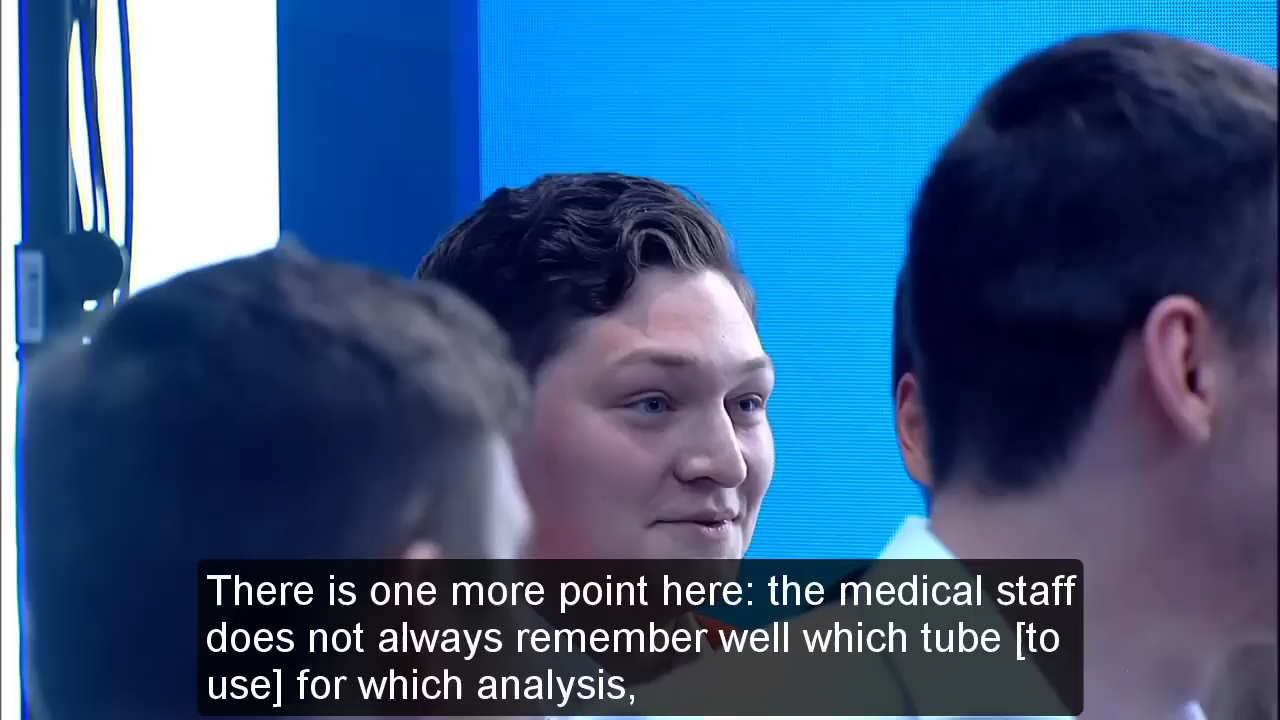 There is one more point here: the medical staff
does not always remember well which tube [to
use] for which analysis,